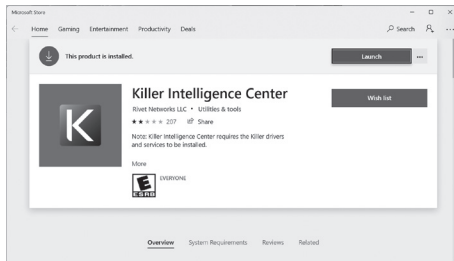 Microsoft Store
Home Gaming Entertainment Productivity Deals Search
This product is installed.
Launch
K
Killer Intelligence Center
Rivet Networks LLC • Utilities & tools
207 Share
Wish list
Note: Killer Intelligence Center requires the Killer drivers
and services to be installed.
More
E
ESRB
EVERYONE
Overview System Requirements Reviews Related